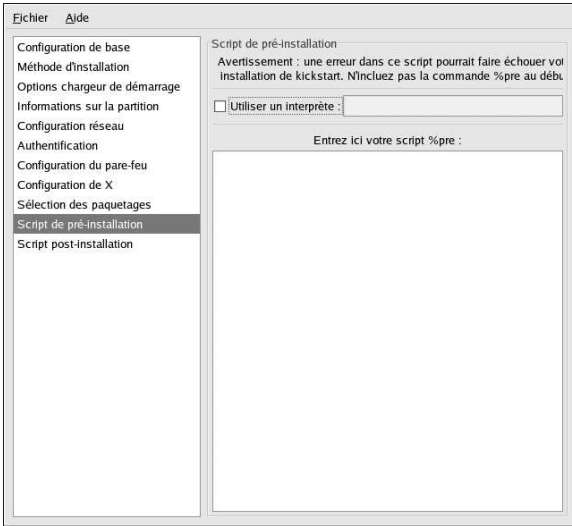 Fichier Aide
Configuration de base
Méthode d'installation
Options chargeur de démarrage
Informations sur la partition
Configuration réseau
Authentification
Configuration du pare-feu
Configuration de X
Sélection des paquetages
Script de pré-installation
Script post-installation
Script de pré-installation
Avertissement : une erreur dans ce script pourrait faire échouer vot
installation de kickstart. N'incluez pas la commande %pre au débu
Utiliser un interprète :
Entrez ici votre script %pre :